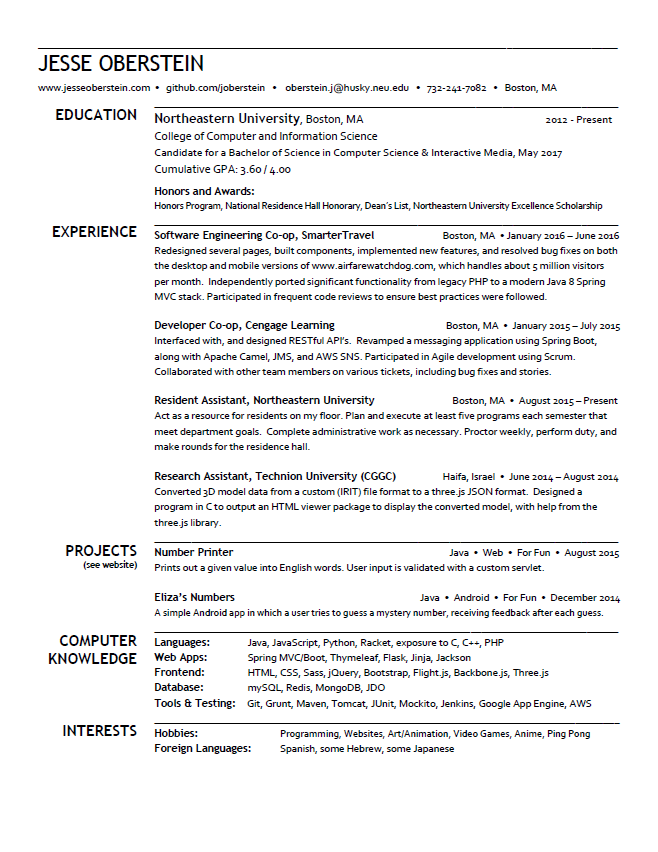 JESSE OBERSTEIN
www.jesseoberstein.com • github.com/joberstein • oberstein.j@husky.neu.edu • 732-241-7082 • Boston, MA
EDUCATION
Northeastern University, Boston, MA 2012 - Present
College of Computer and Information Science
Candidate for a Bachelor of Science in Computer Science & Interactive Media, May 2017
Cumulative GPA: 3.60 / 4.00
Honors and Awards:
Honors Program, National Residence Hall Honorary, Dean's List, Northeastern University Excellence Scholarship
EXPERIENCE
Software Engineering Co-op, SmarterTravel Boston, MA • January 2016 – June 2016
Redesigned several pages, built components, implemented new features, and resolved bug fixes on both
the desktop and mobile versions of www.airfarewatchdog.com, which handles about 5 million visitors
per month. Independently ported significant functionality from legacy PHP to a modern Java 8 Spring
MVC stack. Participated in frequent code reviews to ensure best practices were followed.
Developer Co-op, Cengage Learning Boston, MA • January 2015 – July 2015
Interfaced with, and designed RESTful API's. Revamped a messaging application using Spring Boot,
along with Apache Camel, JMS, and AWS SNS. Participated in Agile development using Scrum.
Collaborated with other team members on various tickets, including bug fixes and stories.
Resident Assistant, Northeastern University Boston, MA • August 2015 – Present
Act as a resource for residents on my floor. Plan and execute at least five programs each semester that
meet department goals. Complete administrative work as necessary. Proctor weekly, perform duty, and
make rounds for the residence hall.
Research Assistant, Technion University (CGGC) Haifa, Israel • June 2014 – August 2014
Converted 3D model data from a custom (IRIT) file format to a three.js JSON format. Designed a
program in C to output an HTML viewer package to display the converted model, with help from the
three.js library.
PROJECTS
(see website)
Number Printer Java • Web • For Fun • August 2015
Prints out a given value into English words. User input is validated with a custom servlet.
Eliza's Numbers Java • Android • For Fun • December 2014
A simple Android app in which a user tries to guess a mystery number, receiving feedback after each guess.
COMPUTER
KNOWLEDGE
Languages: Java, JavaScript, Python, Racket, exposure to C, C++, PHP
Web Apps: Spring MVC/Boot, Thymeleaf, Flask, Jinja, Jackson
Frontend: HTML, CSS, Sass, jQuery, Bootstrap, Flight.js, Backbone.js, Three.js
Database: mySQL, Redis, MongoDB, JDO
Tools & Testing: Git, Grunt, Maven, Tomcat, JUnit, Mockito, Jenkins, Google App Engine, AWS
INTERESTS
Hobbies: Programming, Websites, Art/Animation, Video Games, Anime, Ping Pong
Foreign Languages: Spanish, some Hebrew, some Japanese